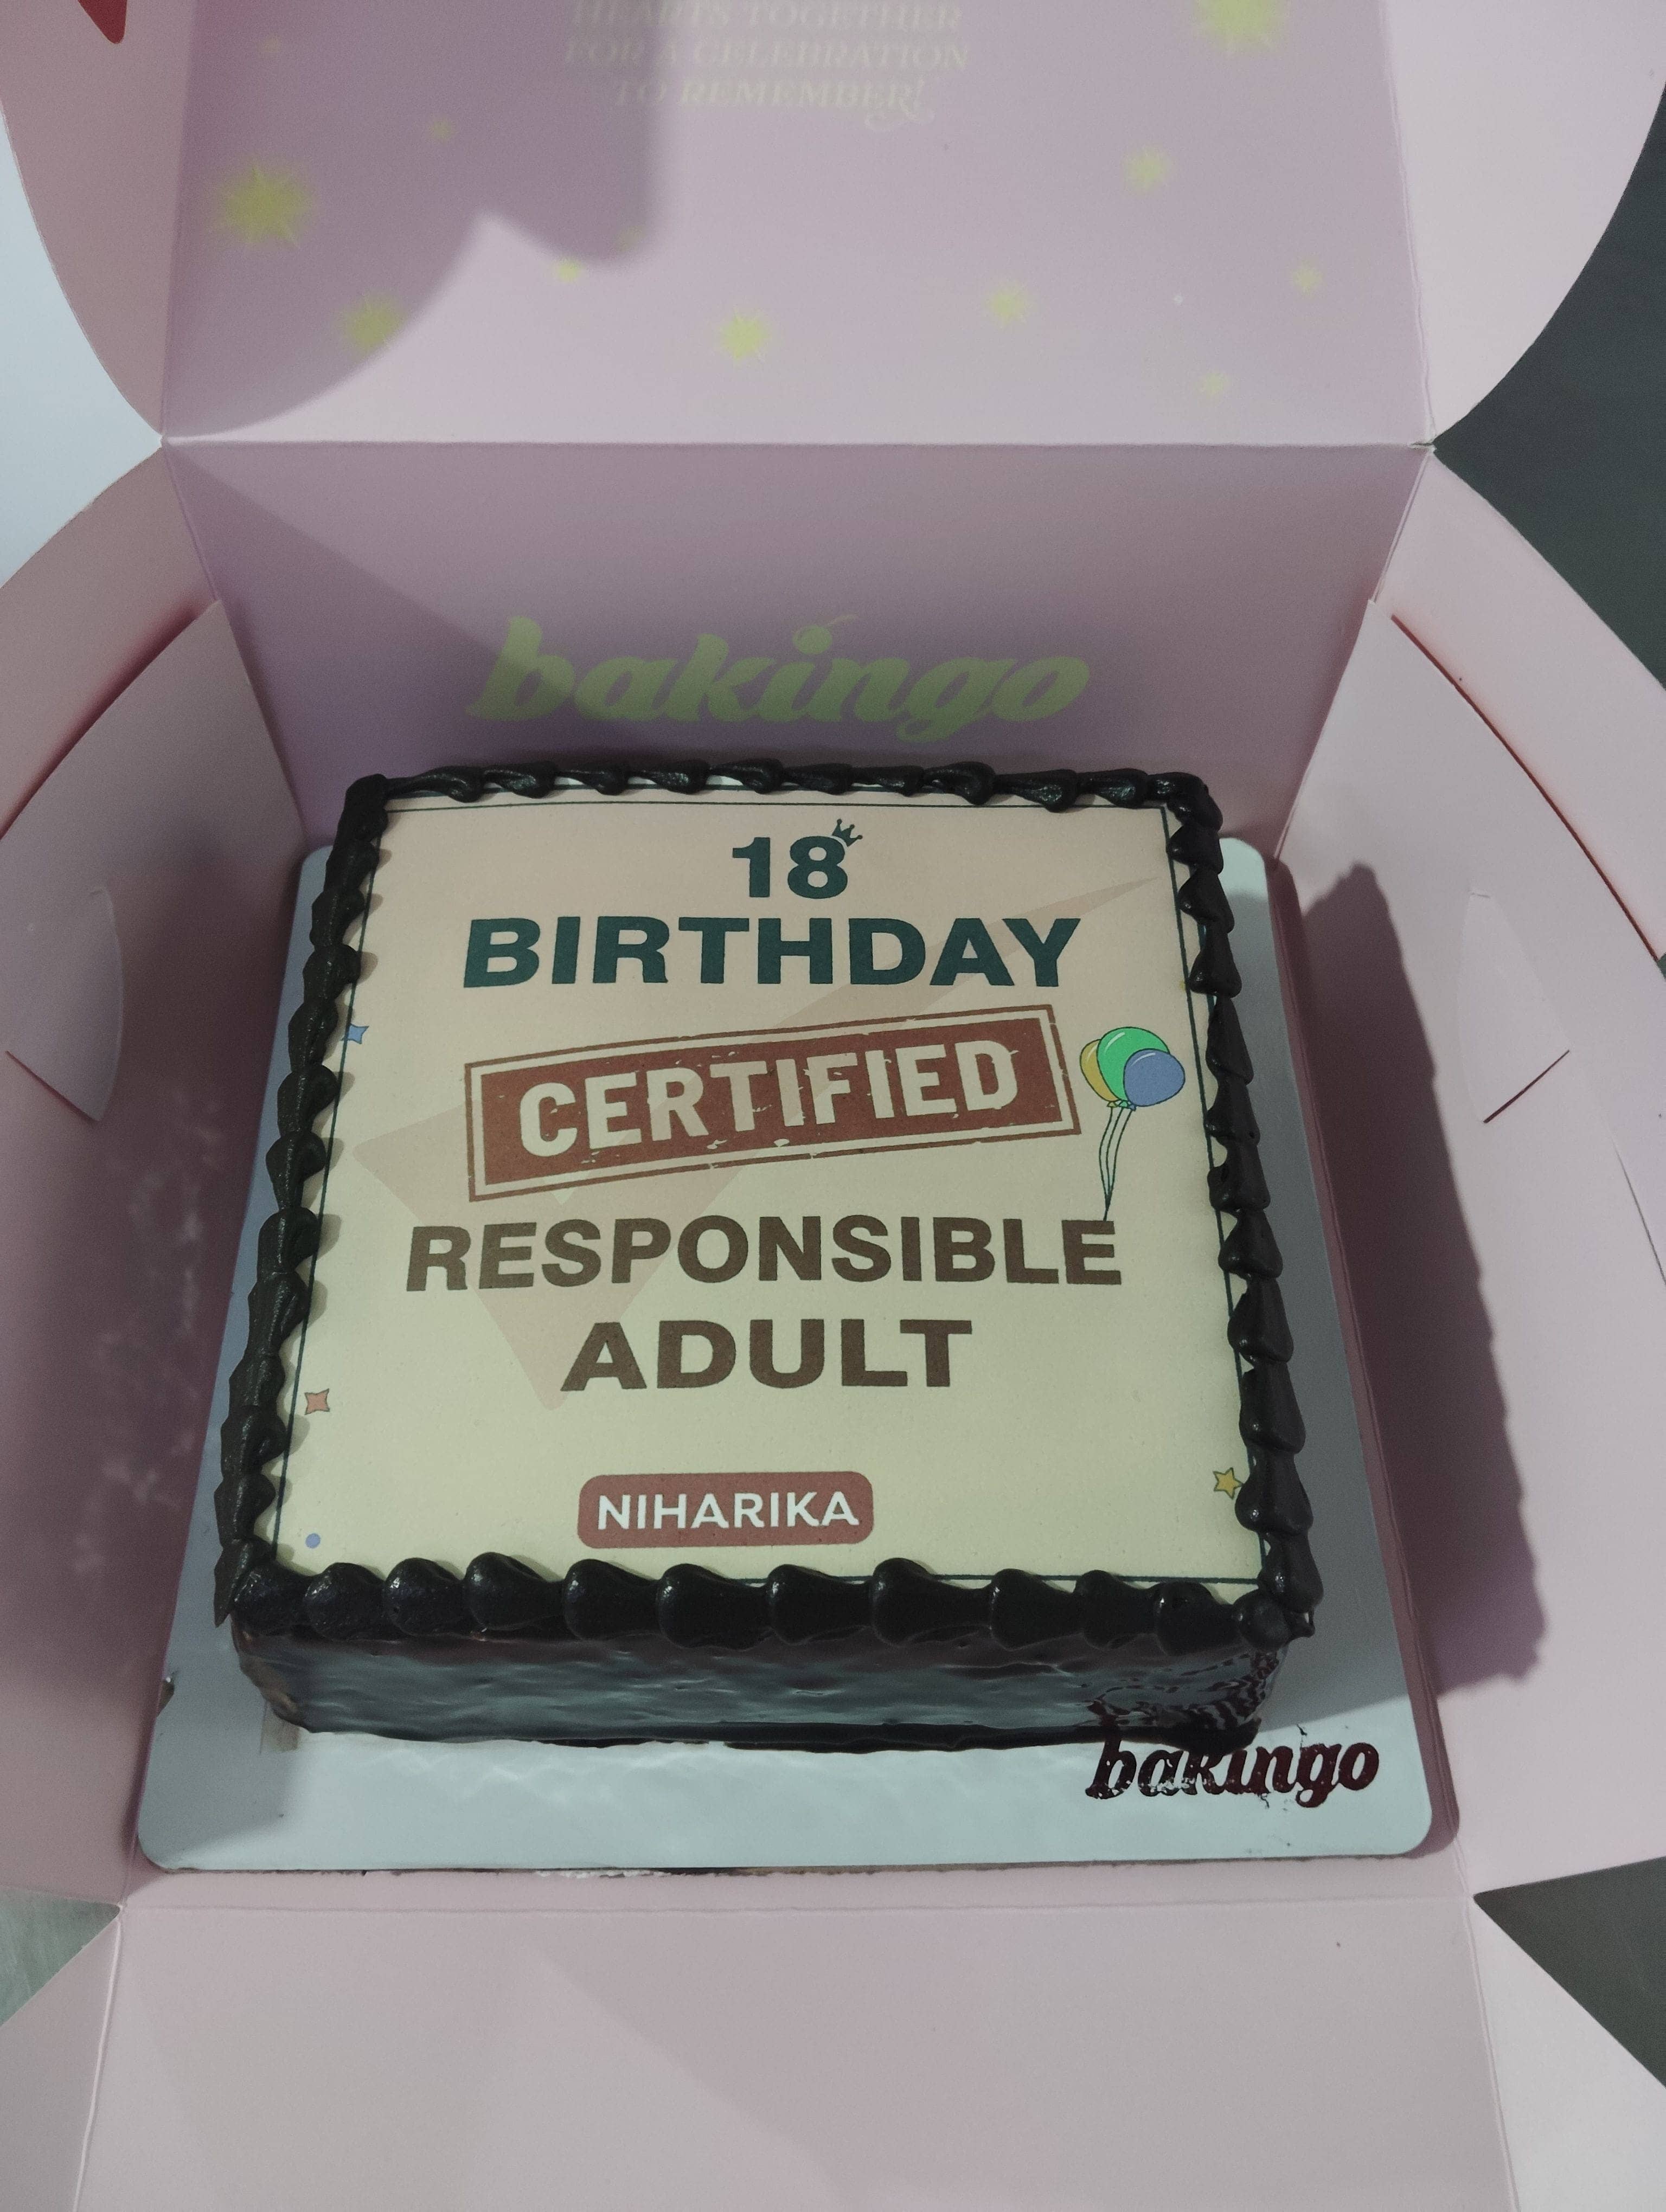 HEARTS TOGETHER
FOR A CELEBRATION
TO REMEMBER!
bakingo
18
BIRTHDAY
CERTIFIED
RESPONSIBLE
ADULT
NIHARIKA
bakingo